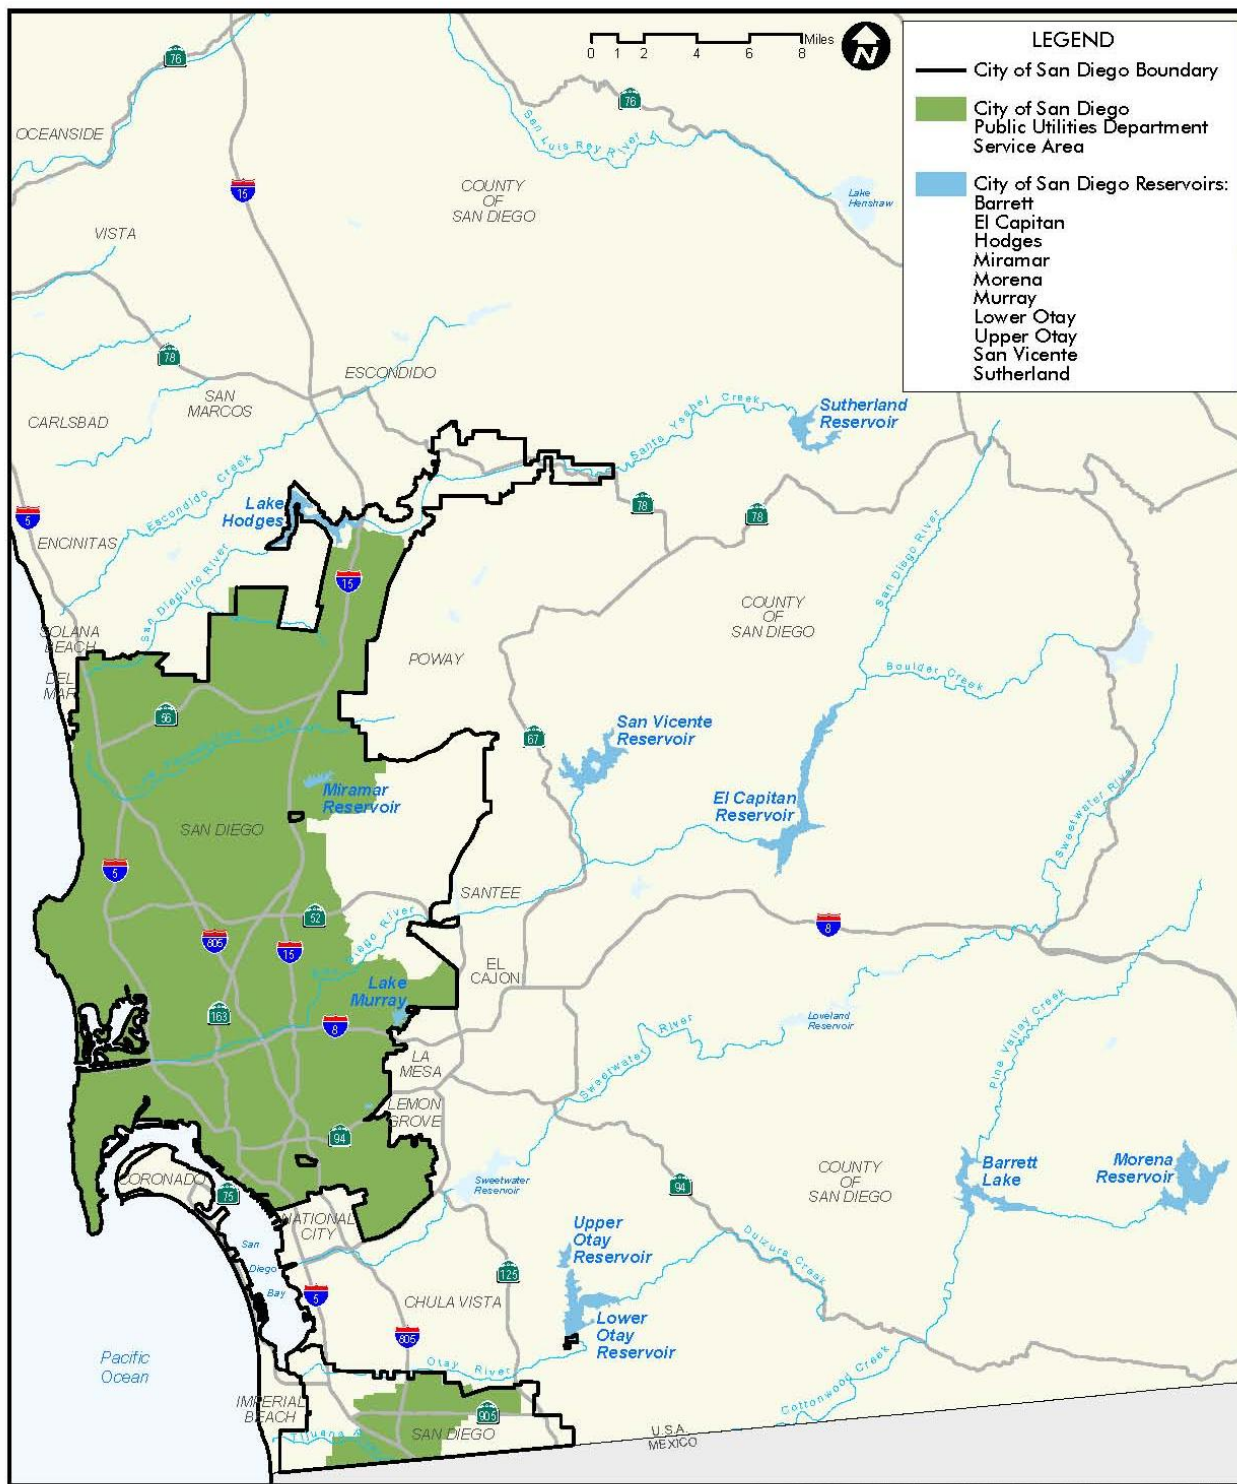 0 1 2 4 6 8 Miles
N
LEGEND
City of San Diego Boundary
City of San Diego
Public Utilities Department
Service Area
City of San Diego Reservoirs:
Barrett
El Capitan
Hodges
Miramar
Morena
Murray
Lower Otay
Upper Otay
San Vicente
Sutherland
76
76
OCEANSIDE
San Luis Rey River
15
COUNTY
OF
SAN DIEGO
Lake
Henshaw
VISTA
78
ESCONDIDO
SAN
MARCOS
CARLSBAD
Santa Ysabel Creek
Sutherland
Reservoir
Escondido Creek
Lake
Hodges
78
78
5
ENCINITAS
San Dieguito River
15
San Diego River
COUNTY
OF
SAN DIEGO
SOLANA
BEACH
DEL
MAR
POWAY
Boulder Creek
56
San Vicente
Reservoir
67
Miramar
Reservoir
El Capitan
Reservoir
Sweetwater River
SAN DIEGO
5
SANTEE
52
805
15
San Diego River
8
EL
CAJON
Lake
Murray
163
8
Loveland
Reservoir
Sweetwater River
Pine Valley Creek
LA
MESA
LEMON
GROVE
94
CORONADO
75
Sweetwater
Reservoir
94
COUNTY
OF
SAN DIEGO
Barrett
Lake
Morena
Reservoir
NATIONAL
CITY
Upper
Otay
Reservoir
San
Diego
Bay
Dulzura Creek
125
5
CHULA VISTA
805
Lower
Otay
Reservoir
Pacific
Ocean
Otay River
IMPERIAL
BEACH
Cottonwood Creek
905
SAN DIEGO
U.S.A.
MEXICO